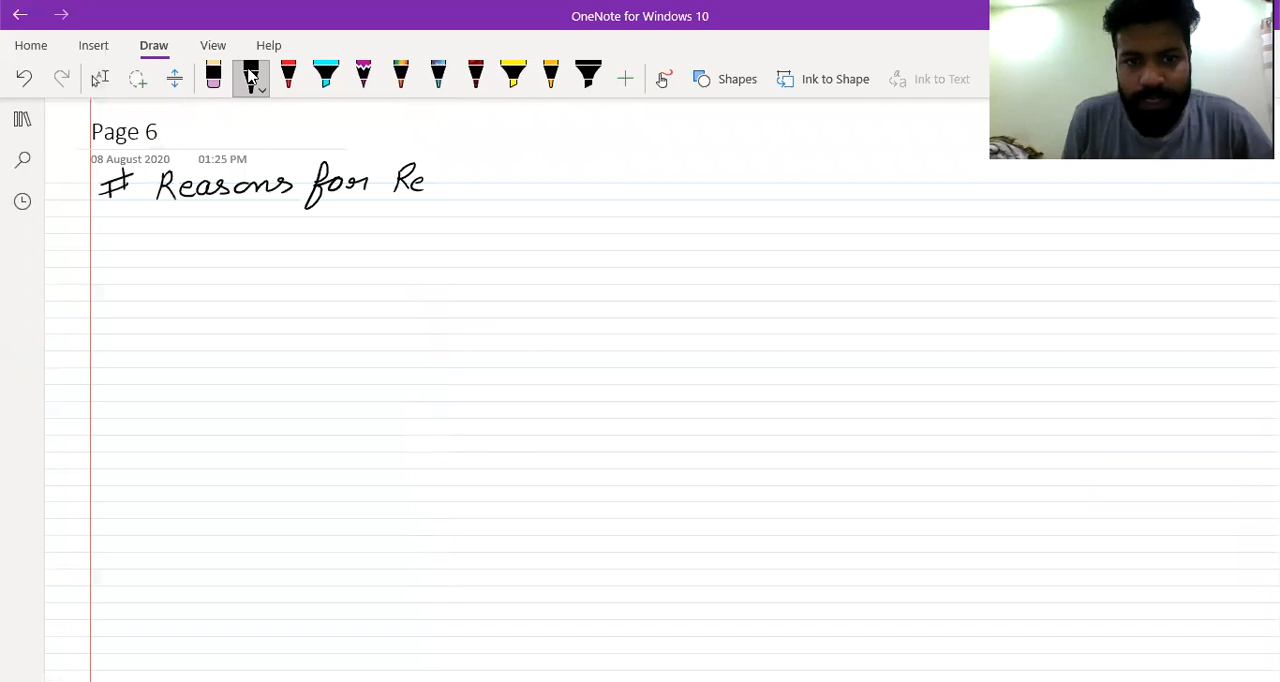 OneNote for Windows 10
Home Insert Draw View Help
Shapes Ink to Shape Ink to Text
Page 6
08 August 2020 01:25 PM
# Reasons for Re